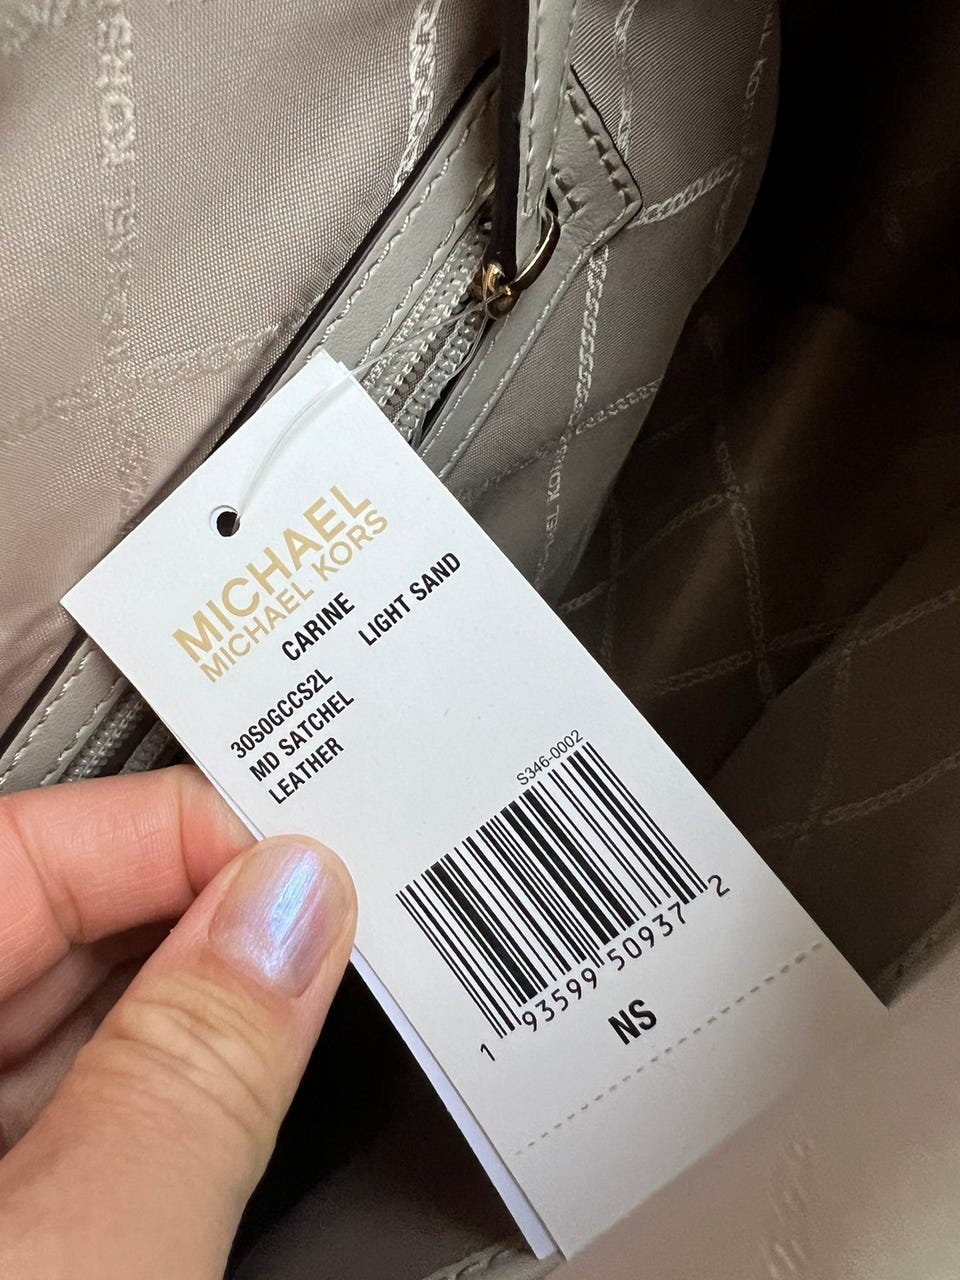 MICHAEL
MICHAEL KORS
CARINE
LIGHT SAND
30S0GCCS2L
MD SATCHEL
LEATHER
S346-0002
1 93599 50937 2
NS